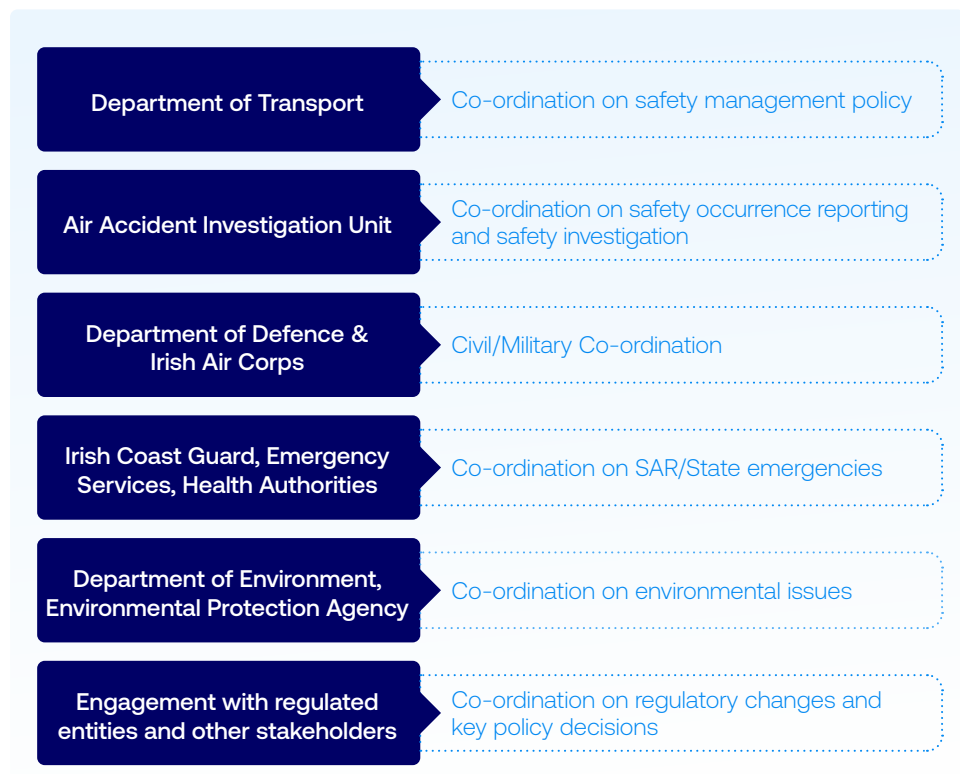 Department of Transport
Co-ordination on safety management policy
Air Accident Investigation Unit
Co-ordination on safety occurrence reporting
and safety investigation
Department of Defence &
Irish Air Corps
Civil/Military Co-ordination
Irish Coast Guard, Emergency
Services, Health Authorities
Co-ordination on SAR/State emergencies
Department of Environment,
Environmental Protection Agency
Co-ordination on environmental issues
Engagement with regulated
entities and other stakeholders
Co-ordination on regulatory changes and
key policy decisions